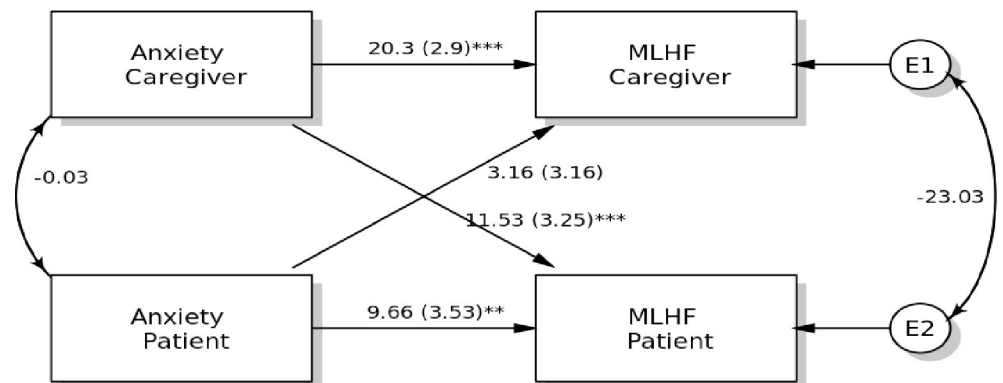 Anxiety
Caregiver
20.3 (2.9)***
MLHF
Caregiver
E1
-0.03
3.16 (3.16)
11.53 (3.25)***
-23.03
Anxiety
Patient
9.66 (3.53)**
MLHF
Patient
E2